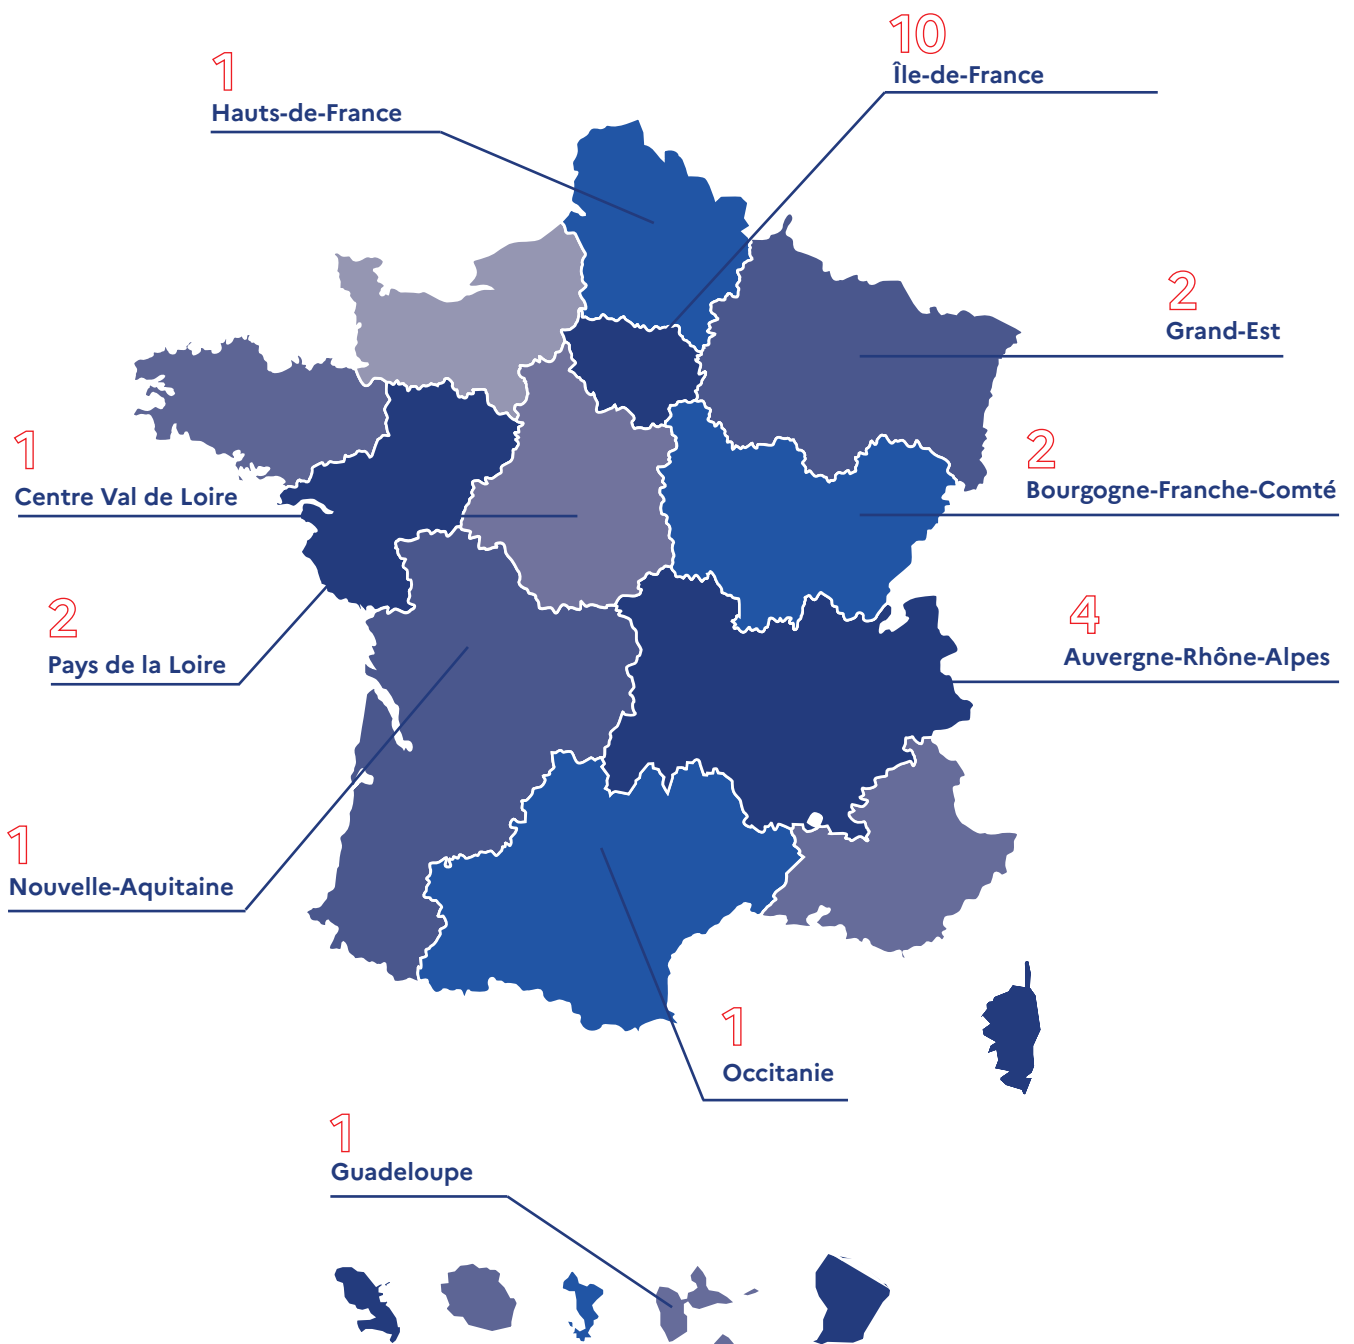 10
Île-de-France
1
Hauts-de-France
2
Grand-Est
1
Centre Val de Loire
2
Bourgogne-Franche-Comté
2
Pays de la Loire
4
Auvergne-Rhône-Alpes
1
Nouvelle-Aquitaine
1
Occitanie
1
Guadeloupe